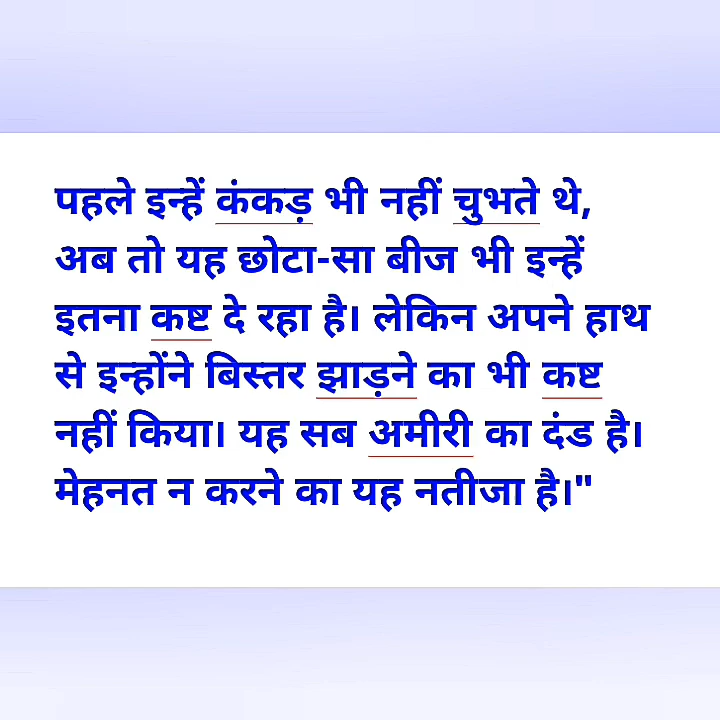 पहले इन्हें कंकड़ भी नहीं चुभते थे,
अब तो यह छोटा-सा बीज भी इन्हें
इतना कष्ट दे रहा है। लेकिन अपने हाथ
से इन्होंने बिस्तर झाड़ने का भी कष्ट
नहीं किया। यह सब अमीरी का दंड है।
मेहनत न करने का यह नतीजा है।"